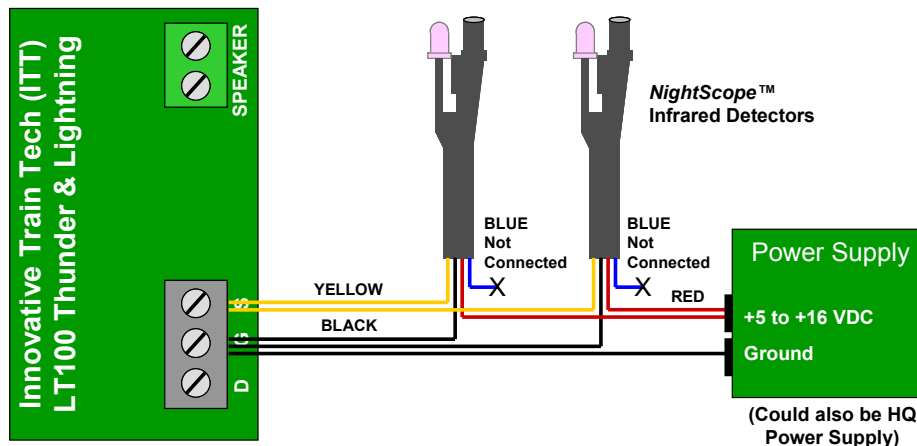 Innovative Train Tech (ITT)
LT100 Thunder & Lightning
SPEAKER
NightScope™
Infrared Detectors
BLUE
Not
Connected
X
BLUE
Not
Connected
X
YELLOW
BLACK
RED
S
G
D
Power Supply
+5 to +16 VDC
Ground
(Could also be HQ
Power Supply)